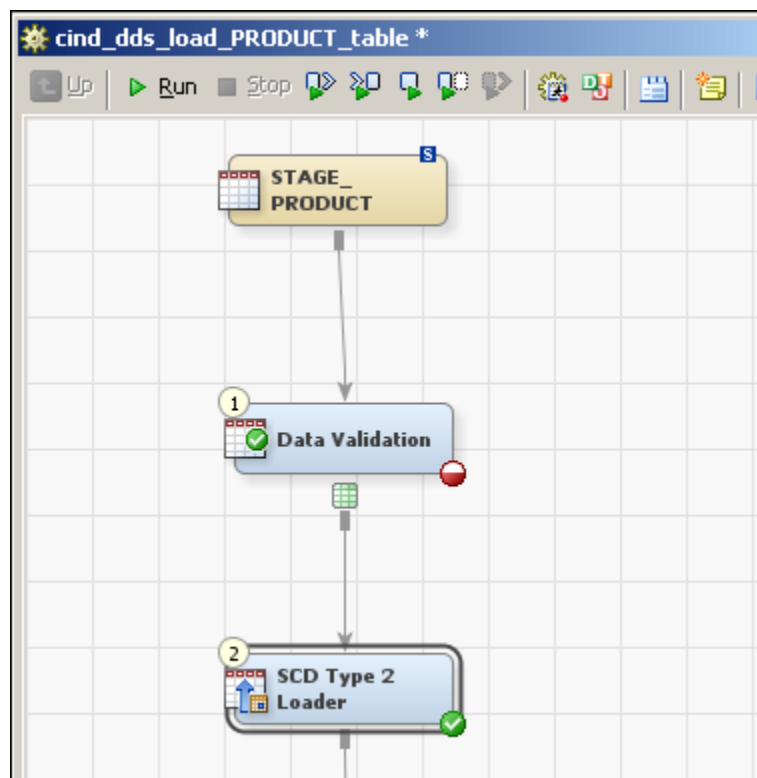 cind_dds_load_PRODUCT_table *
Up Run Stop
S
STAGE_
PRODUCT
1
Data Validation
2
SCD Type 2
Loader